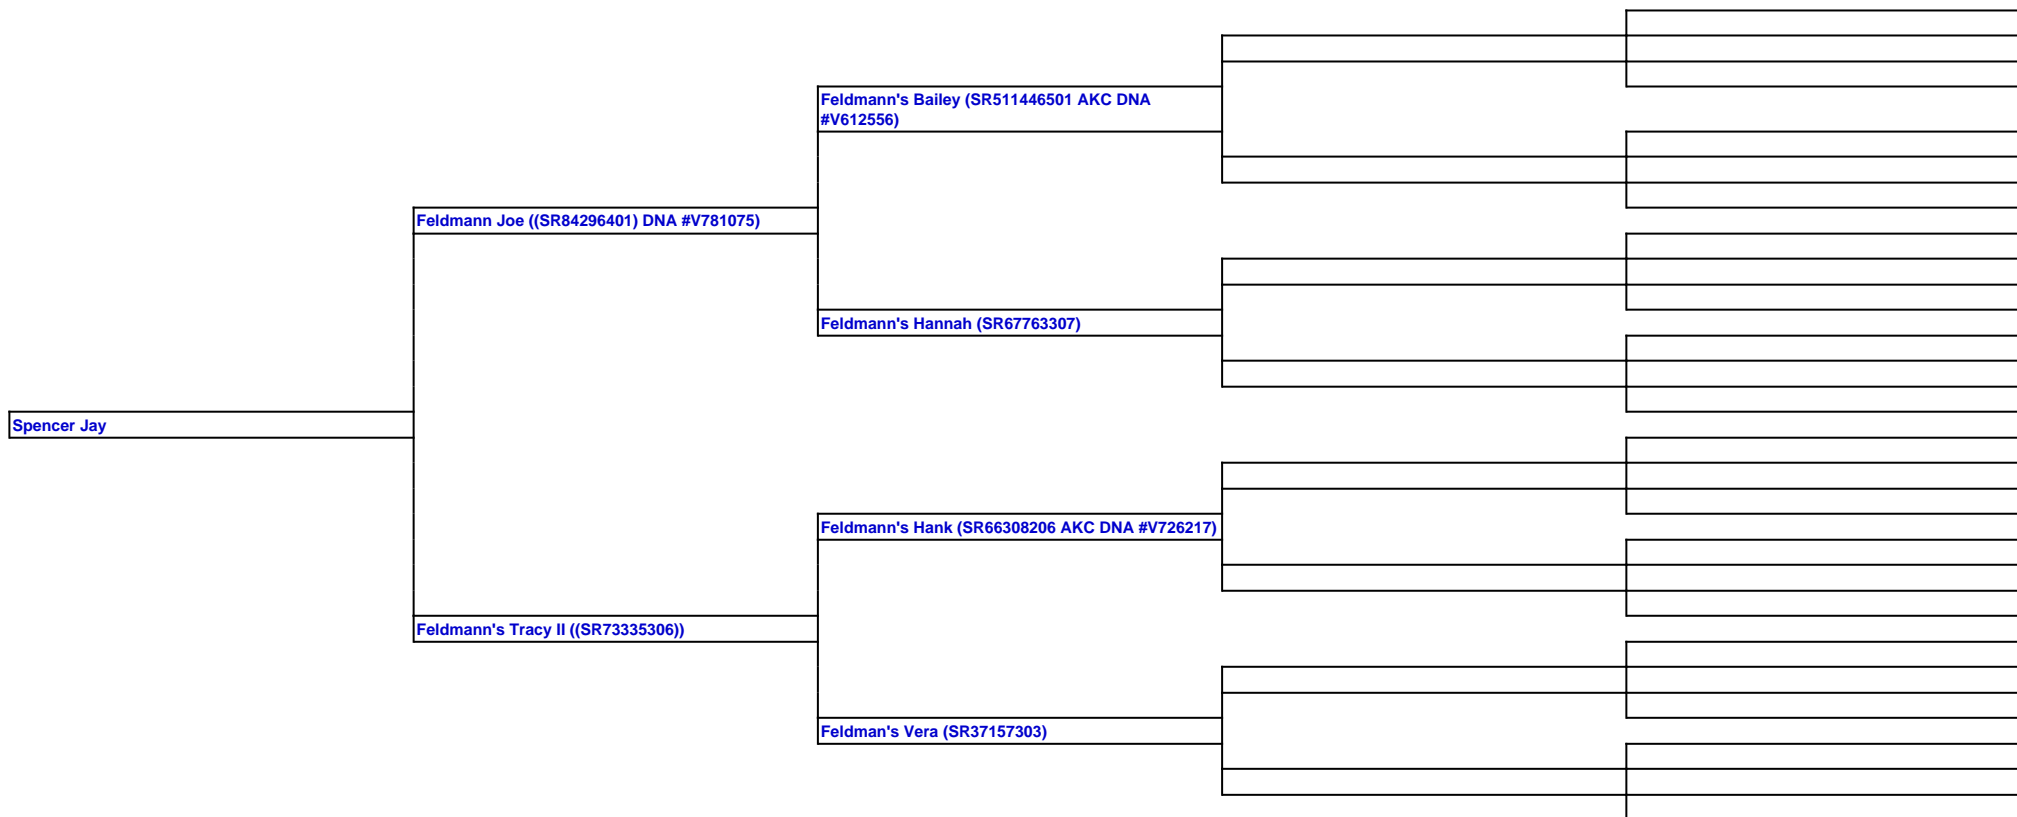 Feldmann's Bailey (SR511446501 AKC DNA
#V612556)
Feldmann Joe ((SR84296401) DNA #V781075)
Feldmann's Hannah (SR67763307)
Spencer Jay
Feldmann's Hank (SR66308206 AKC DNA #V726217)
Feldmann's Tracy II ((SR73335306))
Feldman's Vera (SR37157303)